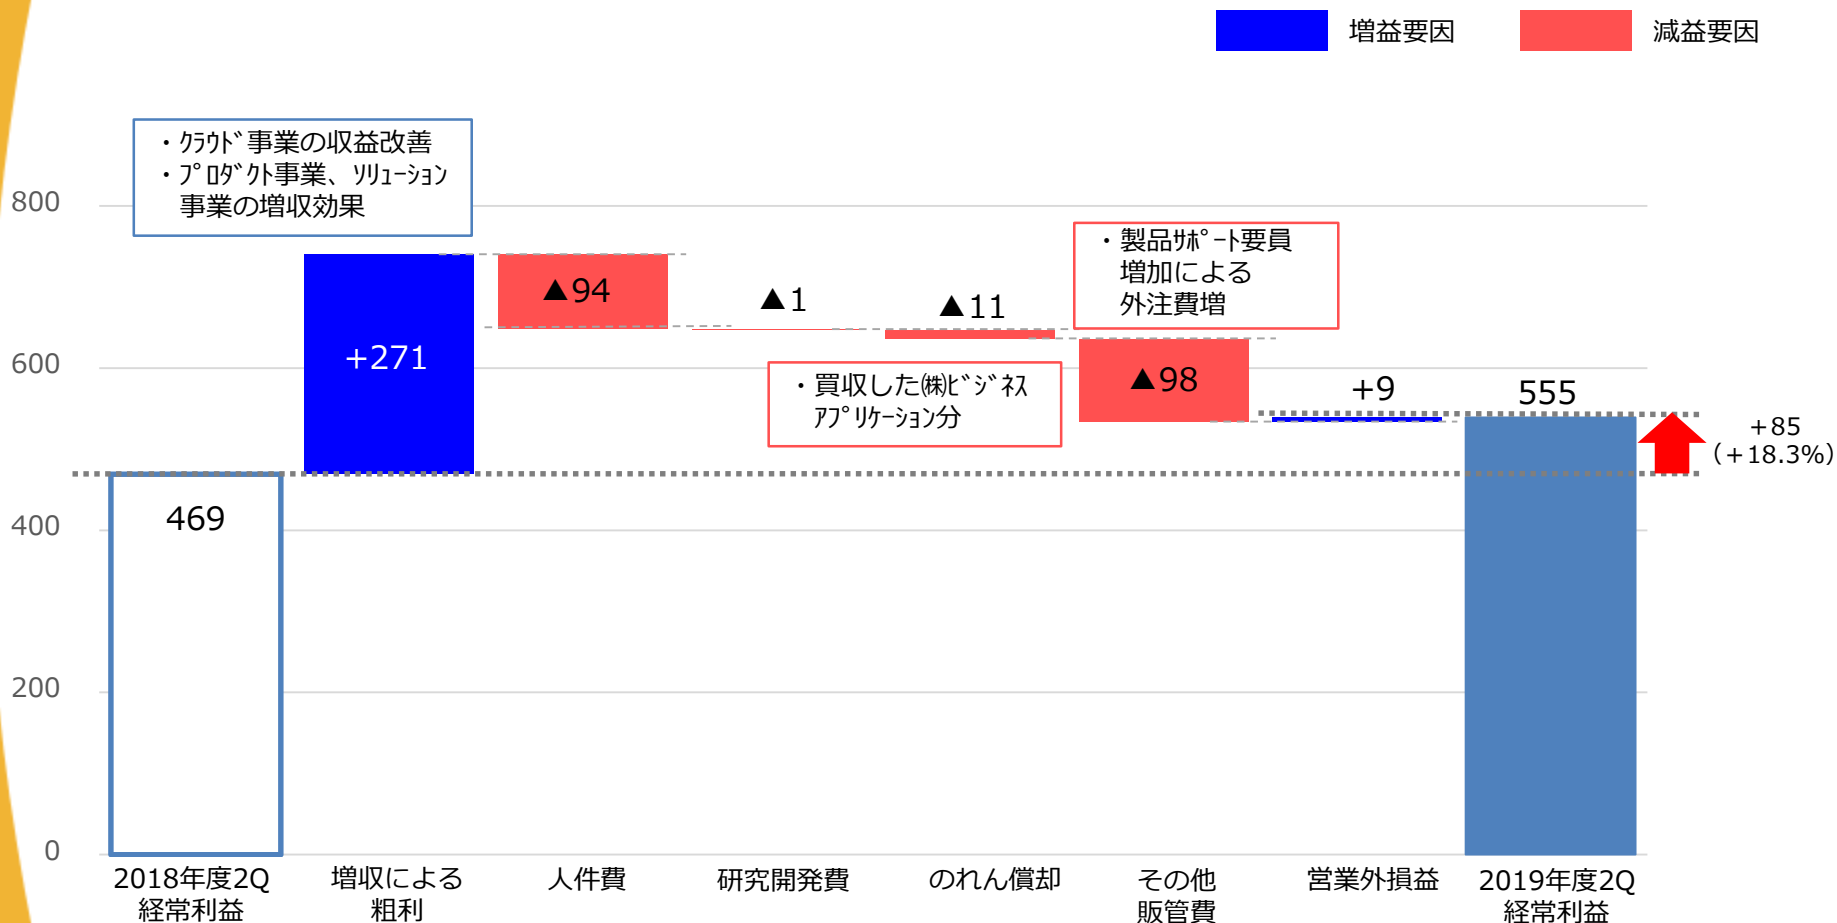 増益要因
減益要因
・ｸﾗｳﾄﾞ事業の収益改善
・ﾌﾟﾛﾀﾞｸﾄ事業、ｿﾘｭｰｼｮﾝ
事業の増収効果
800
600
400
200
0
469
+271
▲94
▲1
▲11
・製品ｻﾎﾟｰﾄ要員
増加による
外注費増
・買収した㈱ﾋﾞｼﾞﾈｽ
ｱﾌﾟﾘｹｰｼｮﾝ分
▲98
+9
555
+85
（+18.3%）
2018年度2Q
経常利益
増収による
粗利
人件費
研究開発費
のれん償却
その他
販管費
営業外損益
2019年度2Q
経常利益